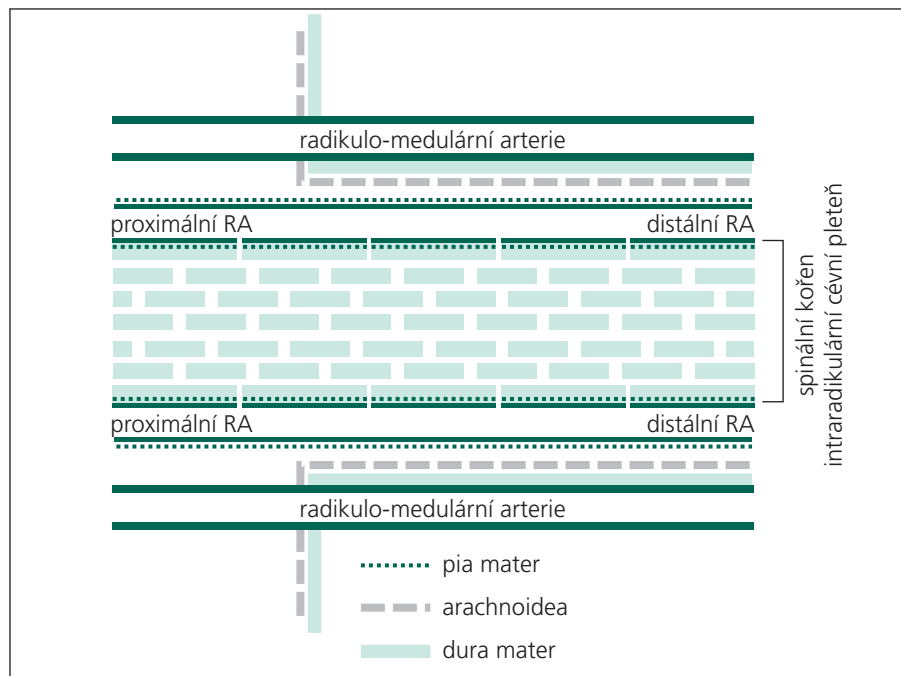 radikulo-medulární arterie
proximální RA
distální RA
spinální kořen
intraradikulární cévní pleteň
proximální RA
distální RA
radikulo-medulární arterie
pia mater
arachnoidea
dura mater